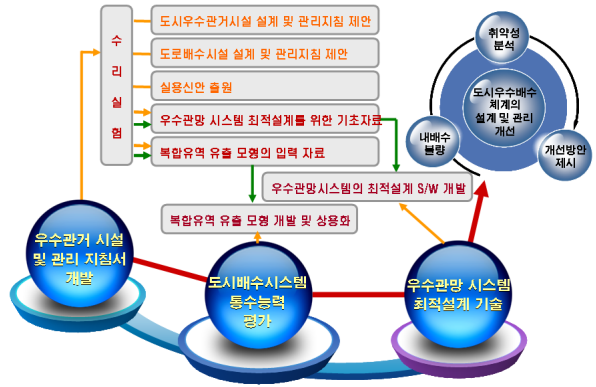 수
리
실
험
도시우수관거시설 설계 및 관리지침 제안
도로배수시설 설계 및 관리지침 제안
실용신안 출원
우수관망 시스템 최적설계를 위한 기초자료
복합유역 유출 모형의 입력 자료
우수관망시스템의 최적설계 S/W 개발
복합유역 유출 모형 개발 및 상용화
취약성
분석
도시우수배수
체계의
설계 및 관리
개선
내배수
불량
개선방안
제시
우수관거 시설
및 관리 지침서
개발
도시배수시스템
통수능력
평가
우수관망 시스템
최적설계 기술